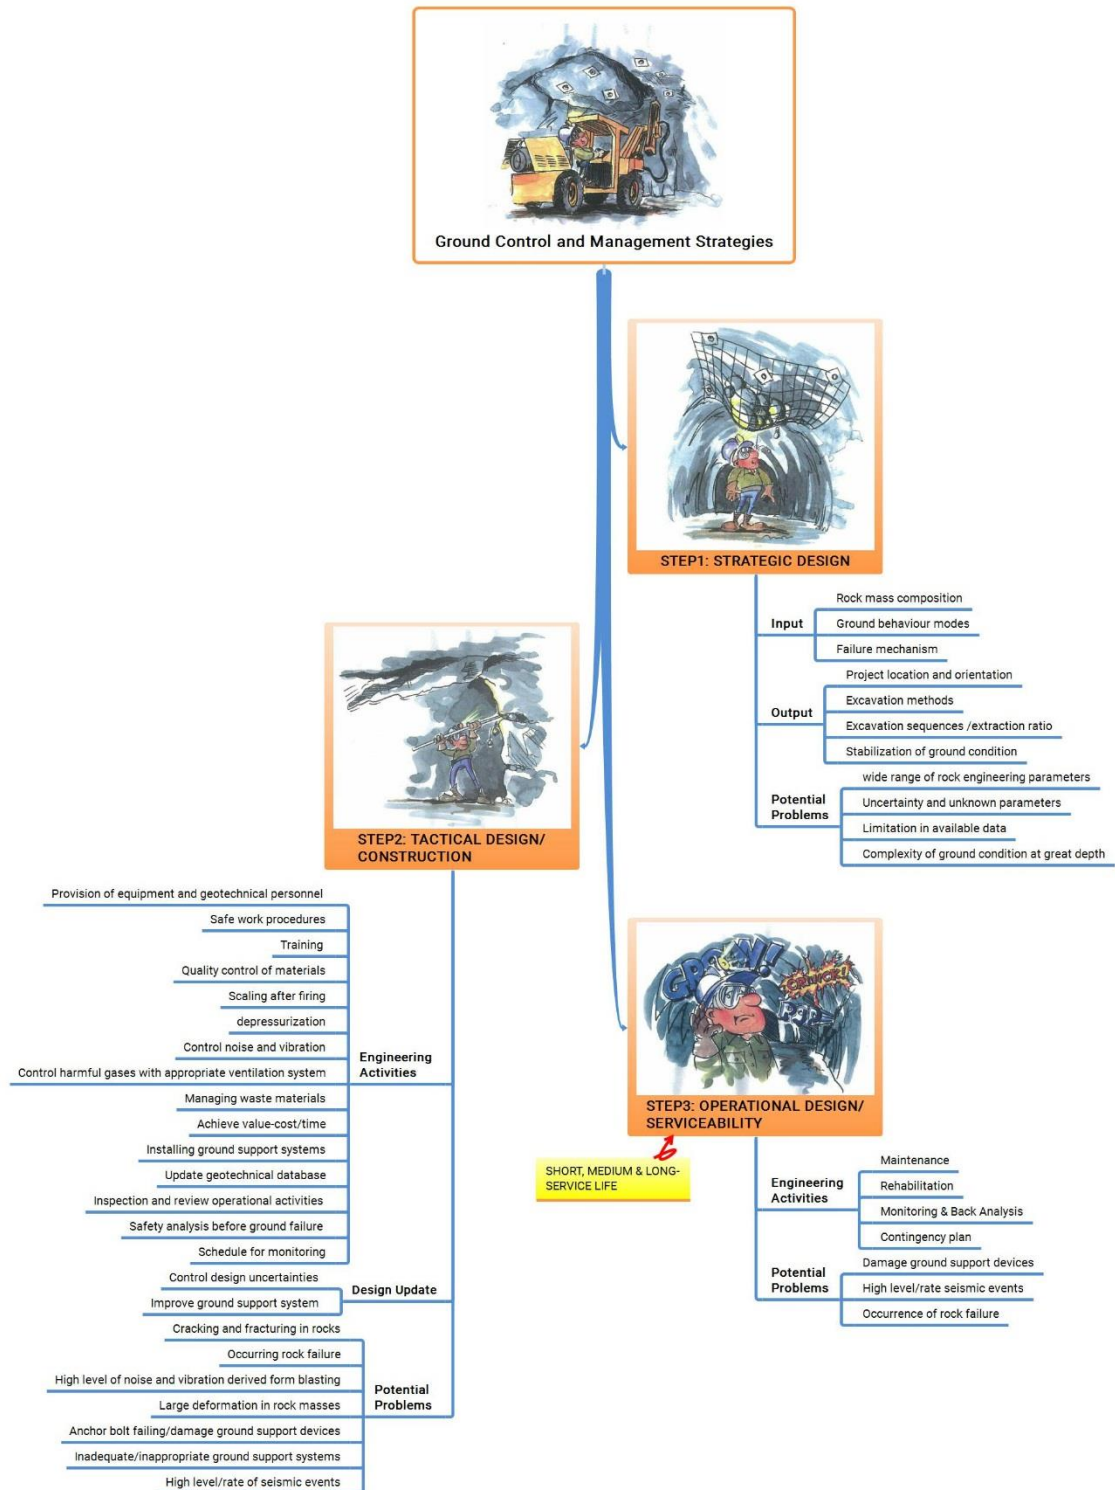 Ground Control and Management Strategies
STEP1: STRATEGIC DESIGN
Input
Rock mass composition
Ground behaviour modes
Failure mechanism
Output
Project location and orientation
Excavation methods
Excavation sequences /extraction ratio
Stabilization of ground condition
Potential
Problems
wide range of rock engineering parameters
Uncertainty and unknown parameters
Limitation in available data
Complexity of ground condition at great depth
STEP2: TACTICAL DESIGN/
CONSTRUCTION
Engineering
Activities
Provision of equipment and geotechnical personnel
Safe work procedures
Training
Quality control of materials
Scaling after firing
depressurization
Control noise and vibration
Control harmful gases with appropriate ventilation system
Managing waste materials
Achieve value-cost/time
Installing ground support systems
Update geotechnical database
Inspection and review operational activities
Safety analysis before ground failure
Schedule for monitoring
Design Update
Control design uncertainties
Improve ground support system
Potential
Problems
Cracking and fracturing in rocks
Occurring rock failure
High level of noise and vibration derived form blasting
Large deformation in rock masses
Anchor bolt failing/damage ground support devices
Inadequate/inappropriate ground support systems
High level/rate of seismic events
CRUNCH!
POP!
STEP3: OPERATIONAL DESIGN/
SERVICEABILITY
SHORT, MEDIUM & LONG-
SERVICE LIFE
Engineering
Activities
Maintenance
Rehabilitation
Monitoring & Back Analysis
Contingency plan
Potential
Problems
Damage ground support devices
High level/rate seismic events
Occurrence of rock failure